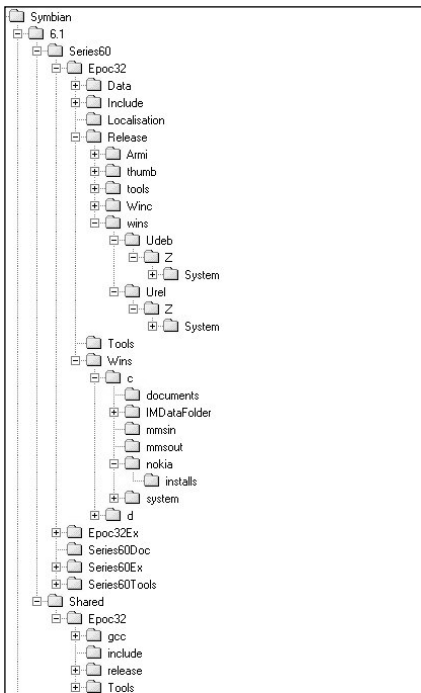 Symbian
6.1
Series60
Epoc32
Data
Include
Localisation
Release
Armi
thumb
tools
Winc
wins
Udeb
Z
System
Urel
Z
System
Tools
Wins
c
documents
IMDataFolder
mmsin
mmsout
nokia
installs
system
d
Epoc32Ex
Series60Doc
Series60Ex
Series60Tools
Shared
Epoc32
gcc
include
release
Tools